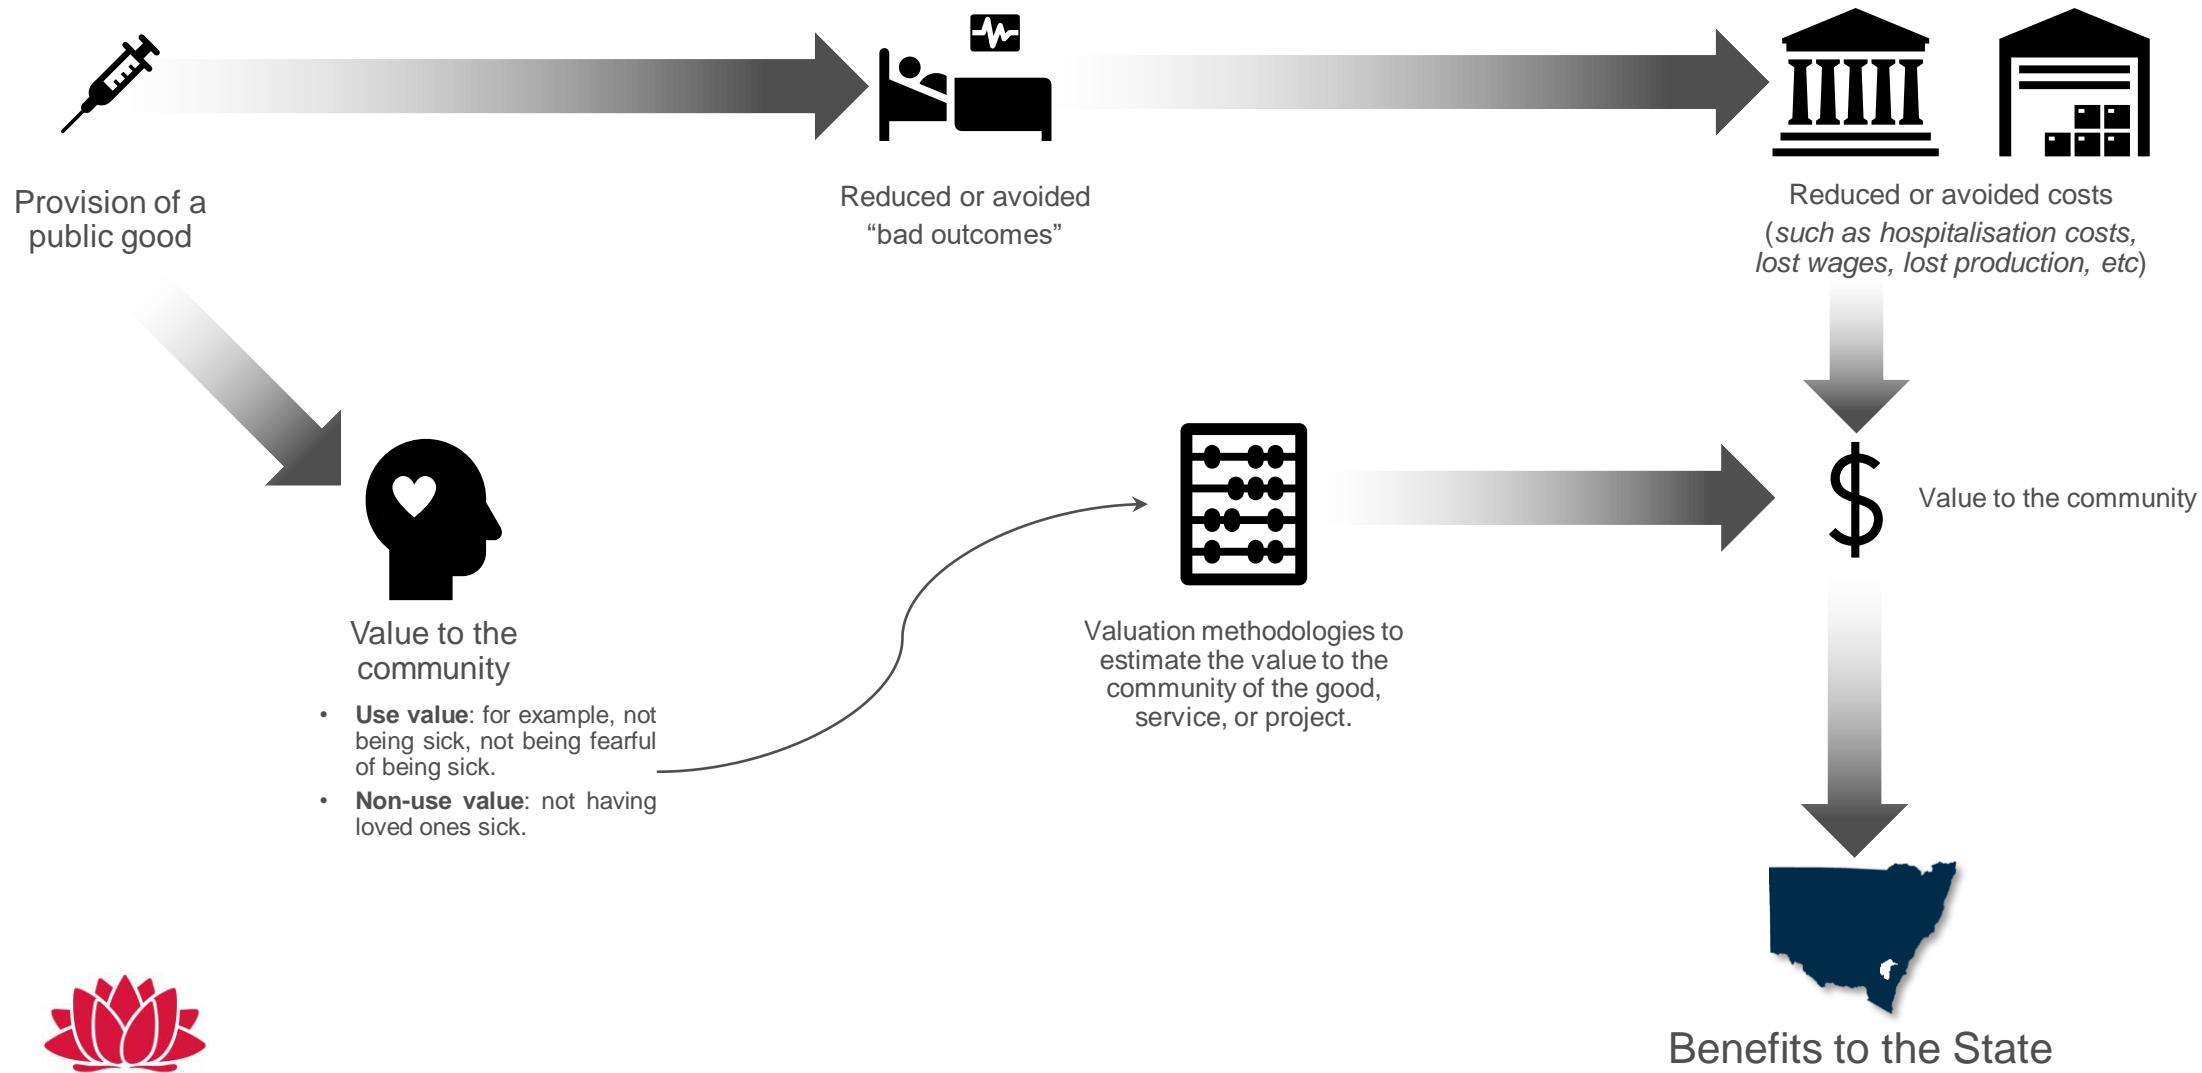 Provision of a
public good
Reduced or avoided
“bad outcomes”
Reduced or avoided costs
(such as hospitalisation costs,
lost wages, lost production, etc)
Value to the community
Value to the
community
• Use value: for example, not
being sick, not being fearful
of being sick.
• Non-use value: not having
loved ones sick.
Valuation methodologies to
estimate the value to the
community of the good,
service, or project.
Benefits to the State